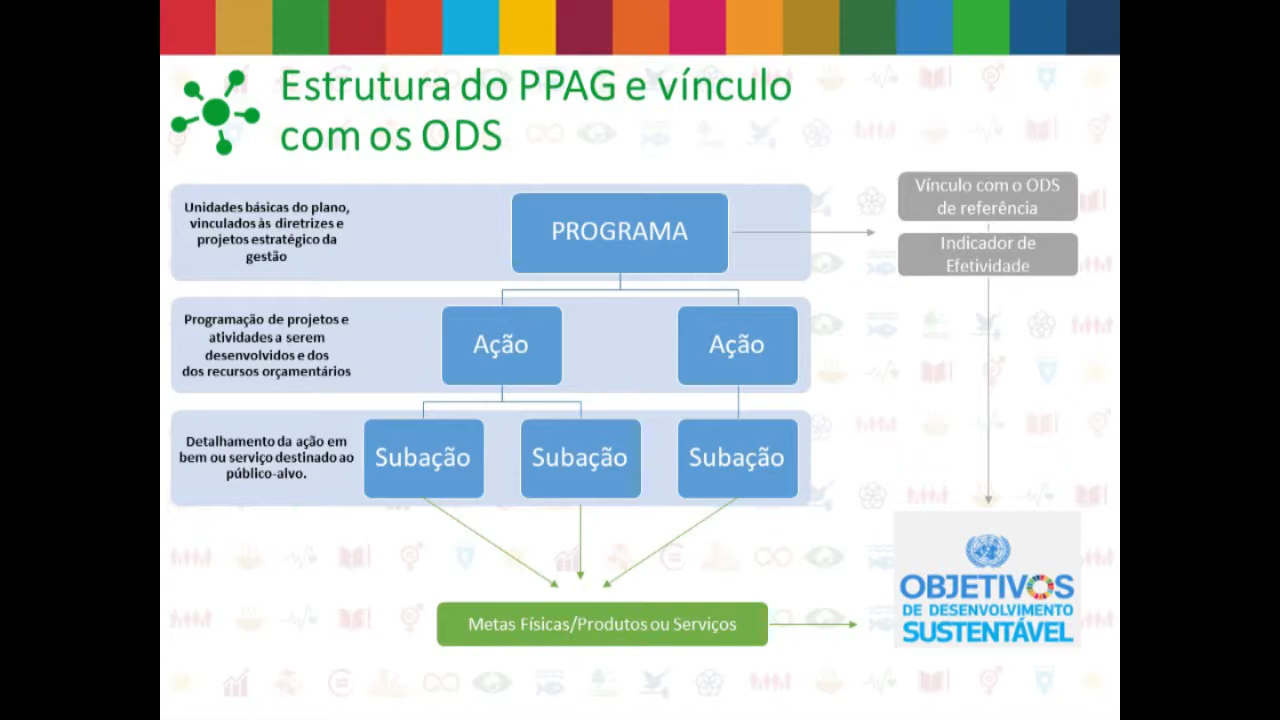 Estrutura do PPAG e vínculo
com os ODS
Unidades básicas do plano,
vinculados às diretrizes e
projetos estratégico da
gestão
PROGRAMA
Vínculo com o ODS
de referência
Indicador de
Efetividade
Programação de projetos e
atividades a serem
desenvolvidos e dos
dos recursos orçamentários
Ação
Ação
Detalhamento da ação em
bem ou serviço destinado ao
público-alvo.
Subação
Subação
Subação
Metas Físicas/Produtos ou Serviços
OBJETIVOS
DE DESENVOLVIMENTO
SUSTENTÁVEL